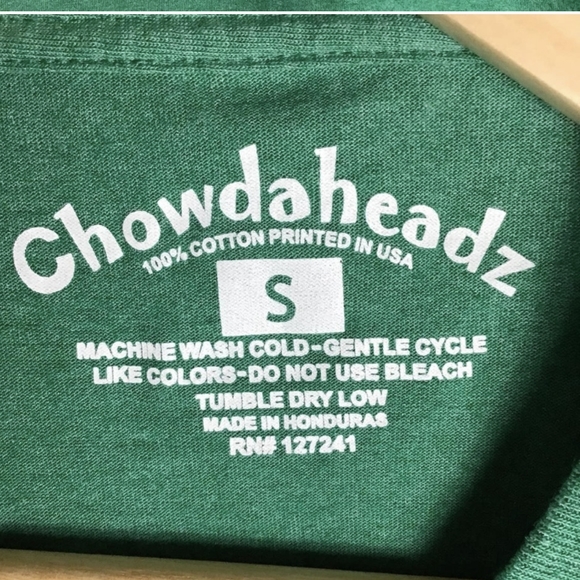 Chowdaheadz
100% COTTON PRINTED IN USA
S
MACHINE WASH COLD-GENTLE CYCLE
LIKE COLORS-DO NOT USE BLEACH
TUMBLE DRY LOW
MADE IN HONDURAS
RN# 127241